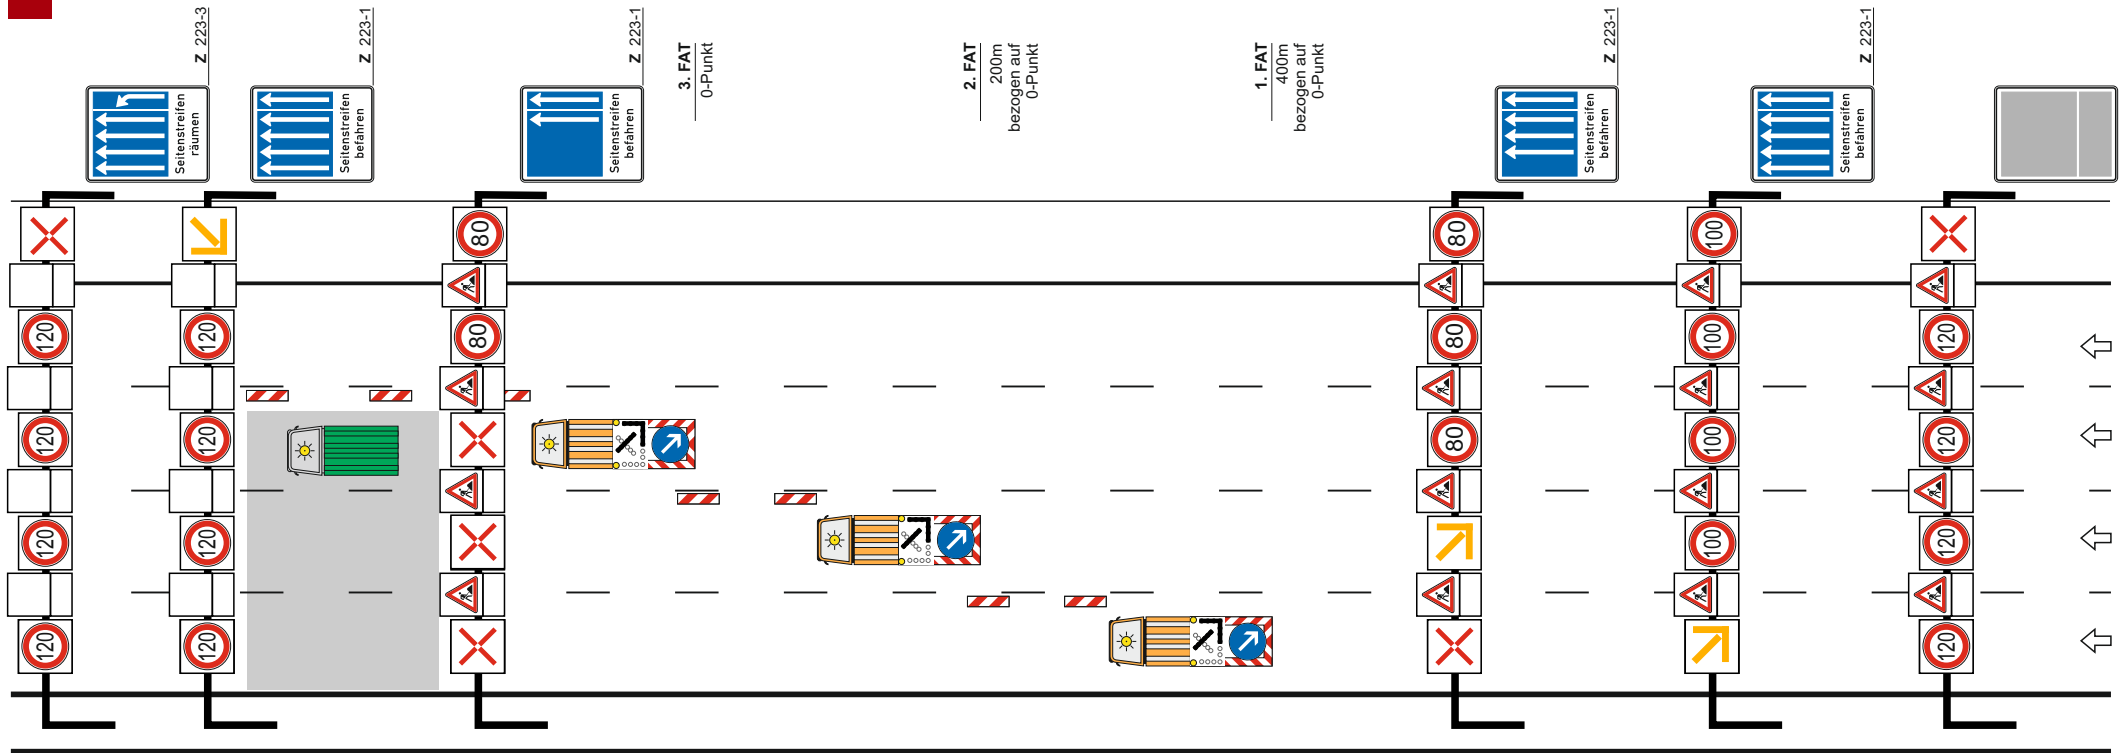 Z 223-3
Seitenstreifen
räumen
Z 223-1
Seitenstreifen
befahren
Z 223-1
Seitenstreifen
befahren
3. FAT
0-Punkt
2. FAT
200m
bezogen auf
0-Punkt
1. FAT
400m
bezogen auf
0-Punkt
Z 223-1
Seitenstreifen
befahren
Z 223-1
Seitenstreifen
befahren
120
120
120
120
120
120
120
120
80
80
80
80
80
100
100
100
100
120
120
120
120